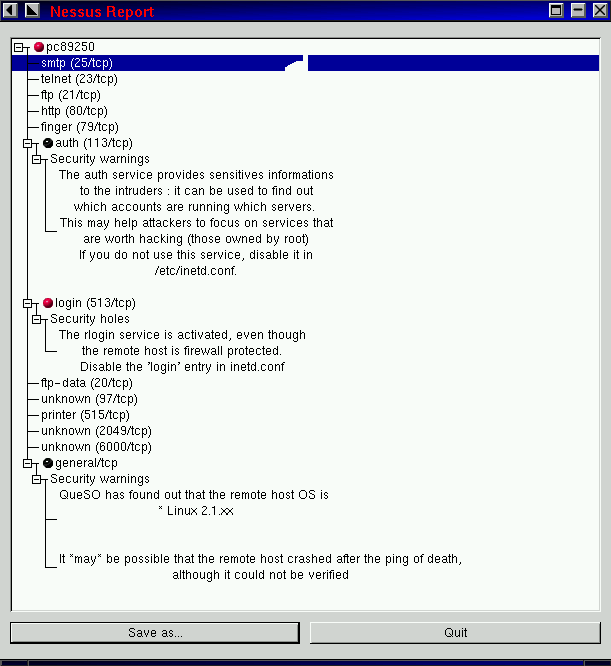 Nessus Report
pc89250
smtp (25/tcp)
telnet (23/tcp)
ftp (21/tcp)
http (80/tcp)
finger (79/tcp)
auth (113/tcp)
Security warnings
The auth service provides sensitives informations
to the intruders : it can be used to find out
which accounts are running which servers.
This may help attackers to focus on services that
are worth hacking (those owned by root)
If you do not use this service, disable it in
/etc/inetd.conf.
login (513/tcp)
Security holes
The rlogin service is activated, even though
the remote host is firewall protected.
Disable the 'login' entry in inetd.conf
ftp-data (20/tcp)
unknown (97/tcp)
printer (515/tcp)
unknown (2049/tcp)
unknown (6000/tcp)
general/tcp
Security warnings
QueSO has found out that the remote host OS is
* Linux 2.1.xx
It *may* be possible that the remote host crashed after the ping of death,
although it could not be verified
Save as...
Quit